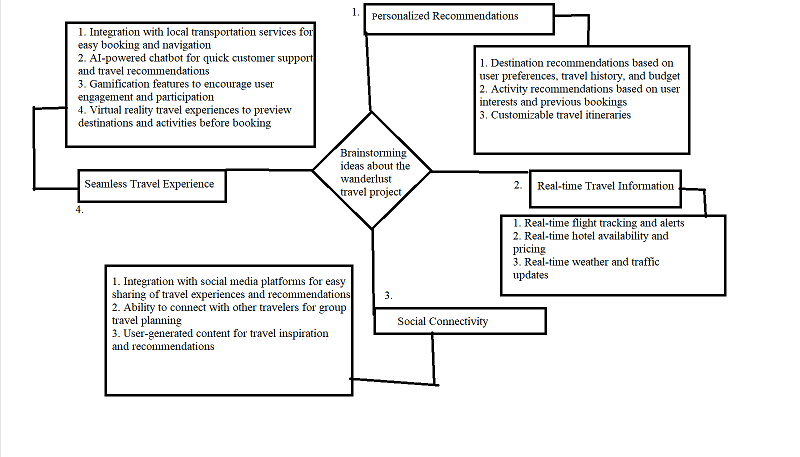 1.
Personalized Recommendations
1. Destination recommendations based on
user preferences, travel history, and budget
2. Activity recommendations based on user
interests and previous bookings
3. Customizable travel itineraries
1. Integration with local transportation services for
easy booking and navigation
2. AI-powered chatbot for quick customer support
and travel recommendations
3. Gamification features to encourage user
engagement and participation
4. Virtual reality travel experiences to preview
destinations and activities before booking
Brainstorming
ideas about the
wanderlust
travel project
Seamless Travel Experience
4.
2.
Real-time Travel Information
1. Real-time flight tracking and alerts
2. Real-time hotel availability and
pricing
3. Real-time weather and traffic
updates
3.
Social Connectivity
1. Integration with social media platforms for easy
sharing of travel experiences and recommendations
2. Ability to connect with other travelers for group
travel planning
3. User-generated content for travel inspiration
and recommendations